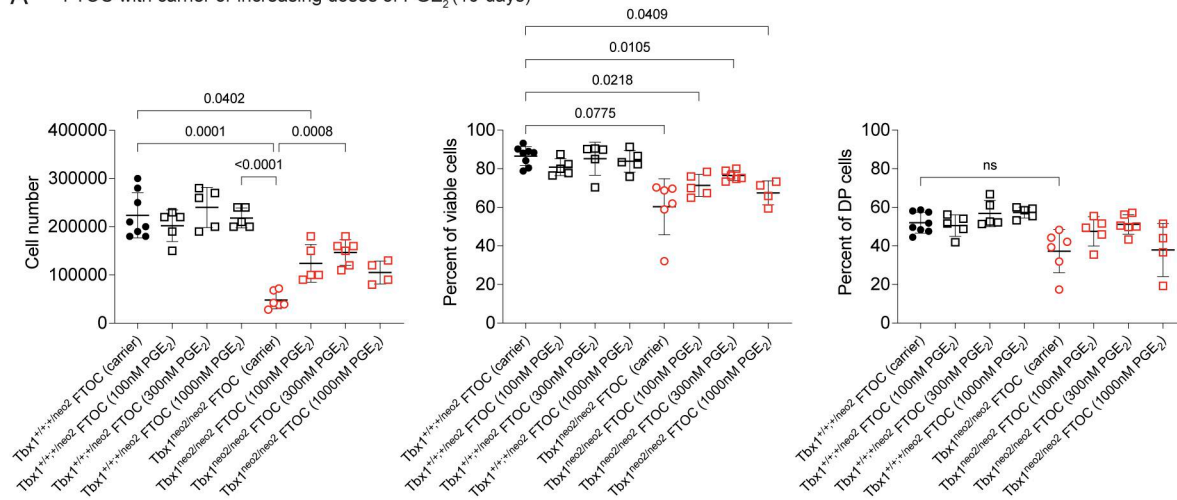 A FTOC with carrier or increasing doses of PGE2 (10 days)
0.0402
0.0001 0.0008
<0.0001
Cell number
400000
300000
200000
100000
0
Tbx1+/+;+/neo2 FTOC (carrier)
Tbx1+/+;+/neo2 FTOC (100nM PGE2)
Tbx1+/+;+/neo2 FTOC (300nM PGE2)
Tbx1+/+;+/neo2 FTOC (1000nM PGE2)
Tbx1neo2/neo2 FTOC (carrier)
Tbx1neo2/neo2 FTOC (100nM PGE2)
Tbx1neo2/neo2 FTOC (300nM PGE2)
Tbx1neo2/neo2 FTOC (1000nM PGE2)
0.0409
0.0105
0.0218
0.0775
Percent of viable cells
100
80
60
40
20
0
Tbx1+/+;+/neo2 FTOC (carrier)
Tbx1+/+;+/neo2 FTOC (100nM PGE2)
Tbx1+/+;+/neo2 FTOC (300nM PGE2)
Tbx1+/+;+/neo2 FTOC (1000nM PGE2)
Tbx1neo2/neo2 FTOC (carrier)
Tbx1neo2/neo2 FTOC (100nM PGE2)
Tbx1neo2/neo2 FTOC (300nM PGE2)
Tbx1neo2/neo2 FTOC (1000nM PGE2)
ns
Percent of DP cells
100
80
60
40
20
0
Tbx1+/+;+/neo2 FTOC (carrier)
Tbx1+/+;+/neo2 FTOC (100nM PGE2)
Tbx1+/+;+/neo2 FTOC (300nM PGE2)
Tbx1+/+;+/neo2 FTOC (1000nM PGE2)
Tbx1neo2/neo2 FTOC (carrier)
Tbx1neo2/neo2 FTOC (100nM PGE2)
Tbx1neo2/neo2 FTOC (300nM PGE2)
Tbx1neo2/neo2 FTOC (1000nM PGE2)